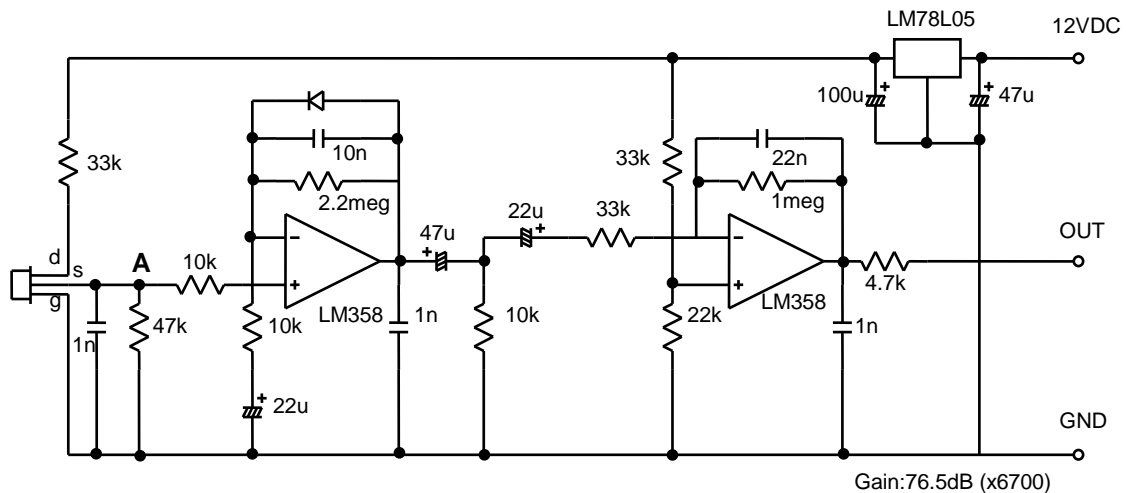 LM78L05
12VDC
100u
+
+
47u
33k
10n
2.2meg
33k
22n
1meg
d
s
g
A
10k
47u
+
22u
+
33k
OUT
−
+
LM358
−
+
LM358
4.7k
1n
47k
10k
1n
10k
22k
1n
+
22u
GND
Gain:76.5dB (x6700)